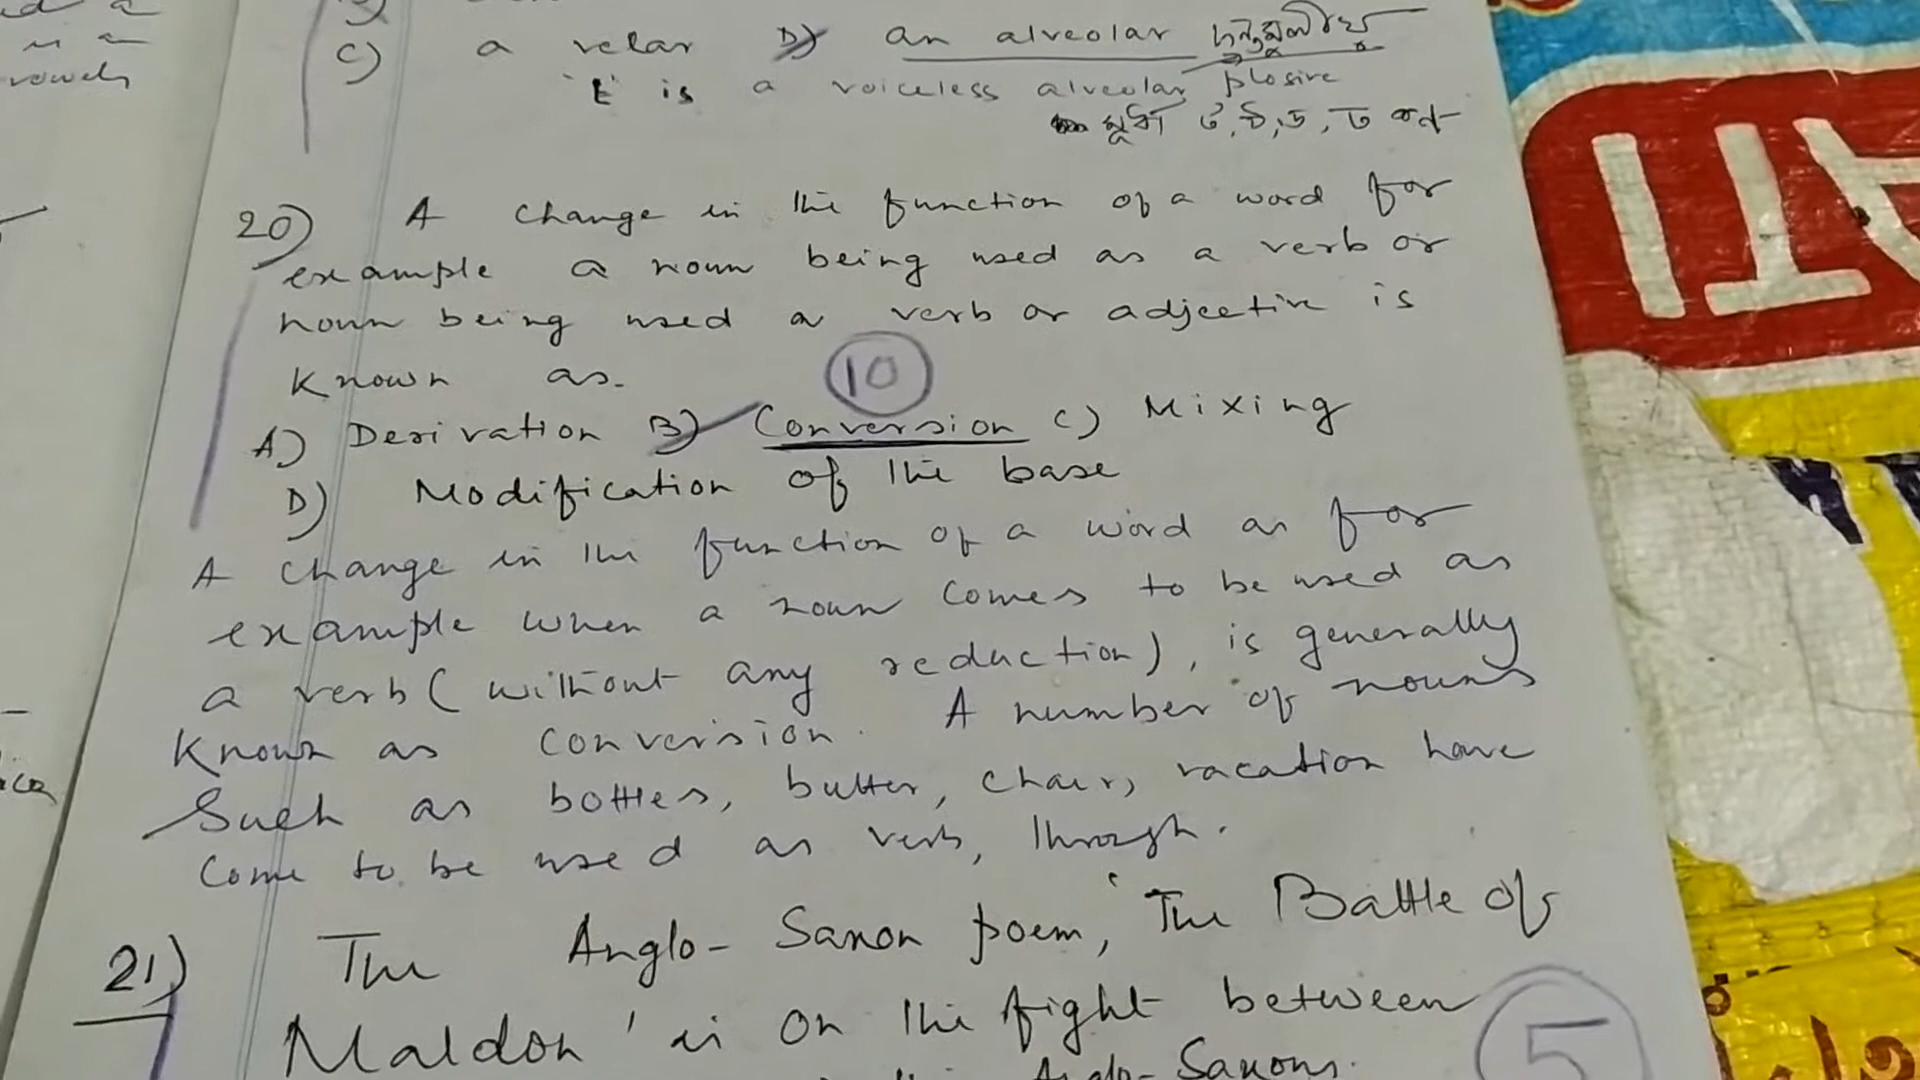 C) a velar D) an alveolar
't' is a voiceless alveolar plosive
20) A change in the function of a word for
example a noun being used as a verb or
noun being used a verb or adjective is
known as.
10
A) Derivation B) Conversion C) Mixing
D) Modification of the base
A change in the function of a word as for
example when a noun comes to be used as
a verb (without any reduction), is generally
known as conversion. A number of nouns
such as bottles, butter, chair, vacation have
come to be used as verb, through.
21) The Anglo-Saxon poem, 'The Battle of
Maldon' is on the fight between
5
Anglo-Saxons.
vowels
ATI